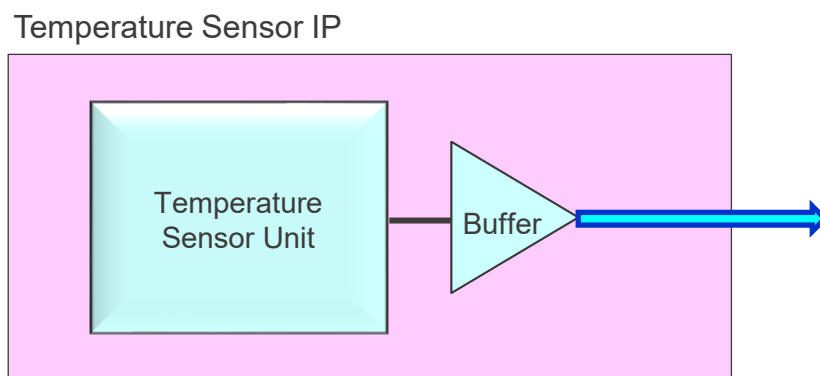 Temperature Sensor IP
Temperature
Sensor Unit
Buffer